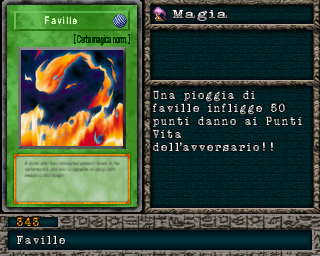 Faville
[Carta magica norm.]
Magia
Una pioggia di
faville infligge 50
punti danno ai Punti
Vita
dell'avversario!!
343
Faville